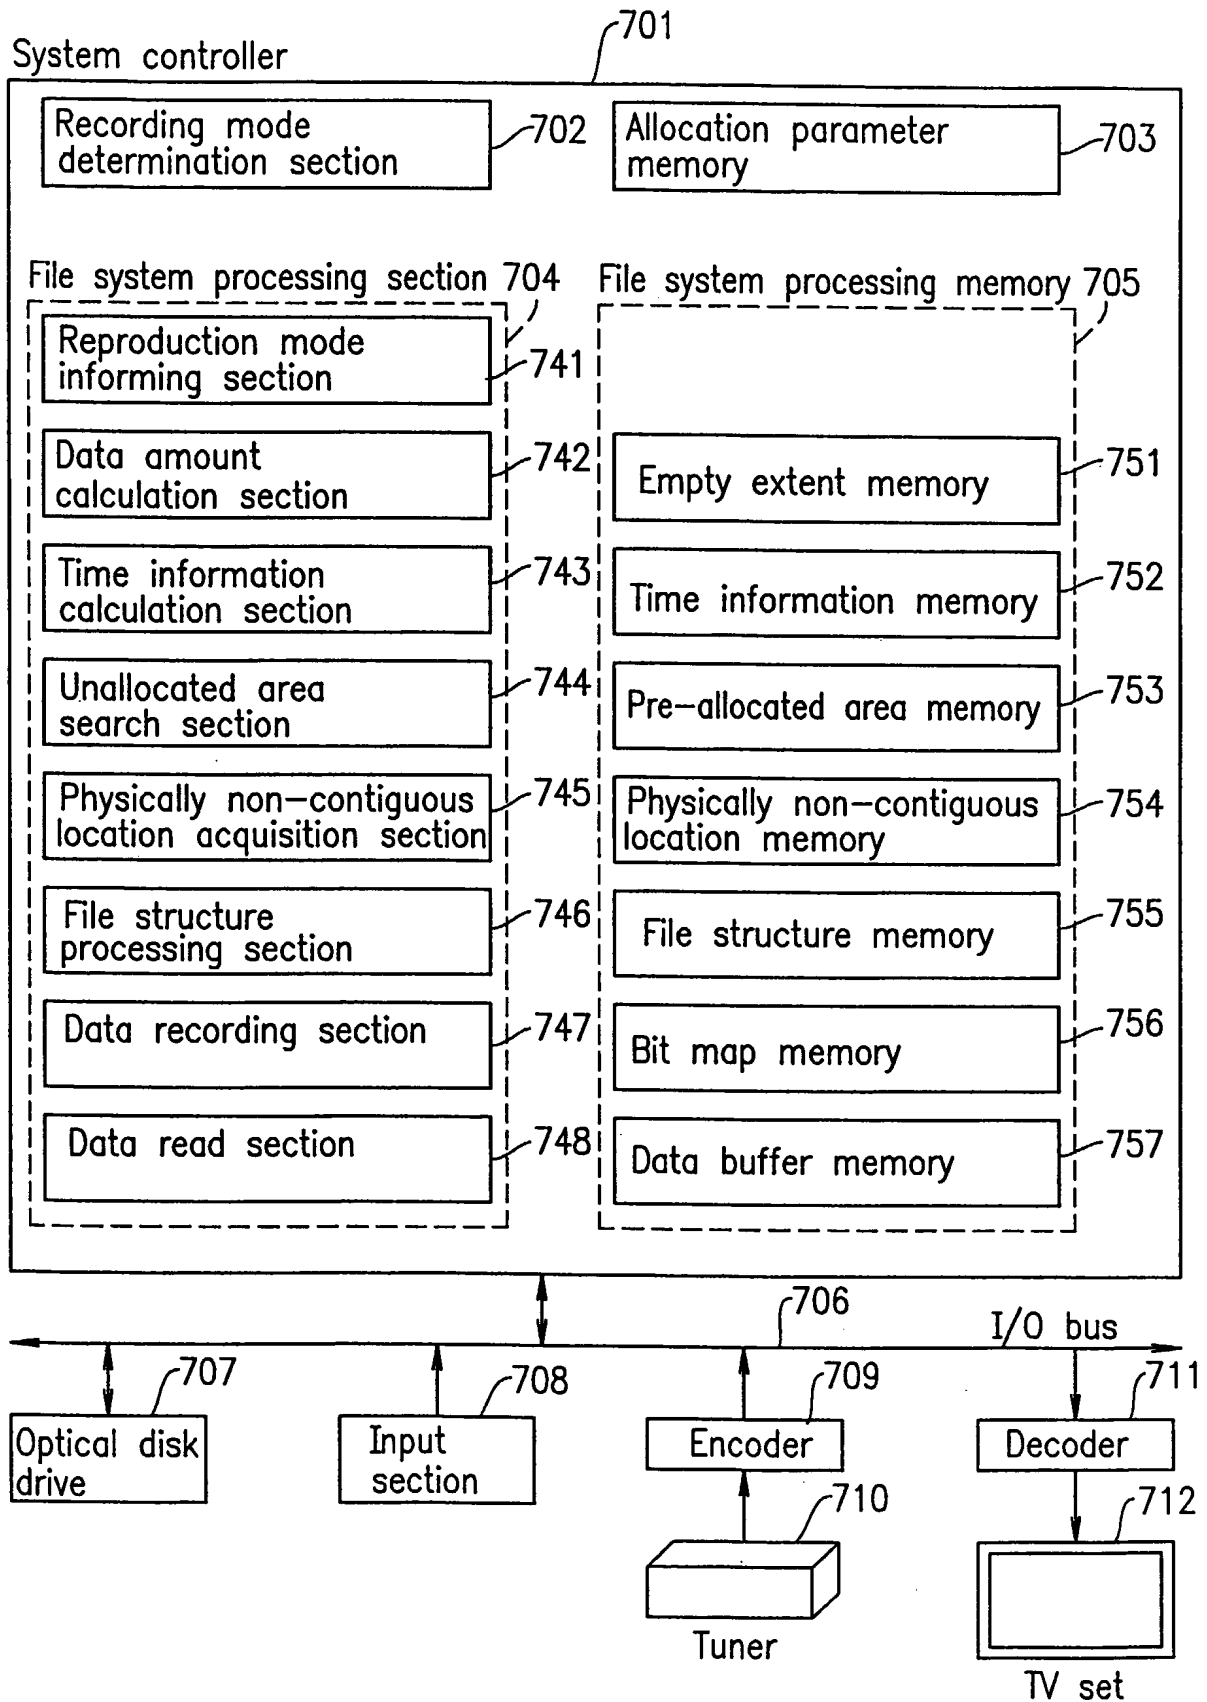 701
System controller
Recording mode
determination section
702
Allocation parameter
memory
703
File system processing section 704
File system processing memory 705
Reproduction mode
informing section
741
Data amount
calculation section
742
Empty extent memory
751
Time information
calculation section
743
Time information memory
752
Unallocated area
search section
744
Pre-allocated area memory
753
Physically non-contiguous
location acquisition section
745
Physically non-contiguous
location memory
754
File structure
processing section
746
File structure memory
755
Data recording section
747
Bit map memory
756
Data read section
748
Data buffer memory
757
706
I/O bus
707
Optical disk
drive
708
Input
section
709
Encoder
711
Decoder
710
Tuner
712
TV set